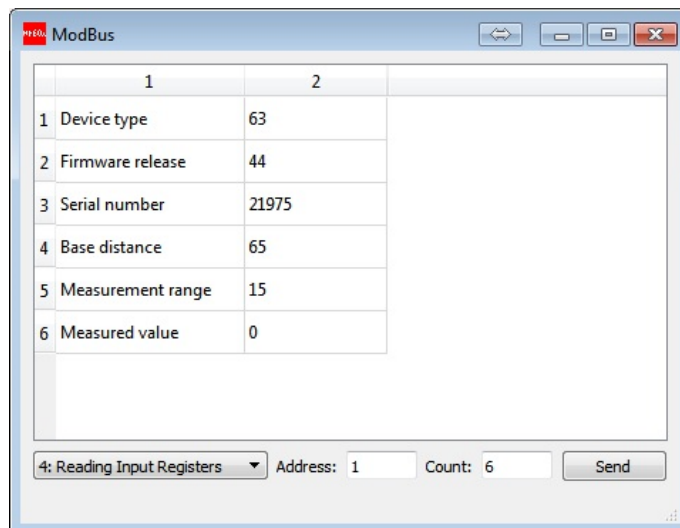 ModBus
1 2
1 Device type 63
2 Firmware release 44
3 Serial number 21975
4 Base distance 65
5 Measurement range 15
6 Measured value 0
4: Reading Input Registers Address: 1 Count: 6 Send